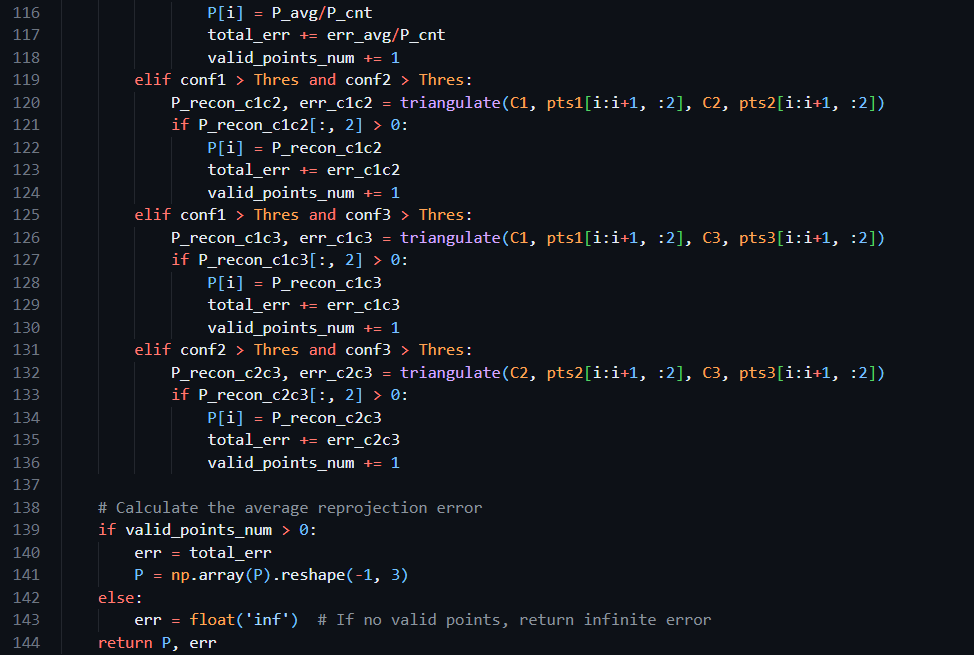 116 P[i] = P_avg/P_cnt
117 total_err += err_avg/P_cnt
118 valid_points_num += 1
119 elif conf1 > Thres and conf2 > Thres:
120 P_recon_c1c2, err_c1c2 = triangulate(C1, pts1[i:i+1, :2], C2, pts2[i:i+1, :2])
121 if P_recon_c1c2[:, 2] > 0:
122 P[i] = P_recon_c1c2
123 total_err += err_c1c2
124 valid_points_num += 1
125 elif conf1 > Thres and conf3 > Thres:
126 P_recon_c1c3, err_c1c3 = triangulate(C1, pts1[i:i+1, :2], C3, pts3[i:i+1, :2])
127 if P_recon_c1c3[:, 2] > 0:
128 P[i] = P_recon_c1c3
129 total_err += err_c1c3
130 valid_points_num += 1
131 elif conf2 > Thres and conf3 > Thres:
132 P_recon_c2c3, err_c2c3 = triangulate(C2, pts2[i:i+1, :2], C3, pts3[i:i+1, :2])
133 if P_recon_c2c3[:, 2] > 0:
134 P[i] = P_recon_c2c3
135 total_err += err_c2c3
136 valid_points_num += 1
137
138 # Calculate the average reprojection error
139 if valid_points_num > 0:
140 err = total_err
141 P = np.array(P).reshape(-1, 3)
142 else:
143 err = float('inf')  # If no valid points, return infinite error
144 return P, err